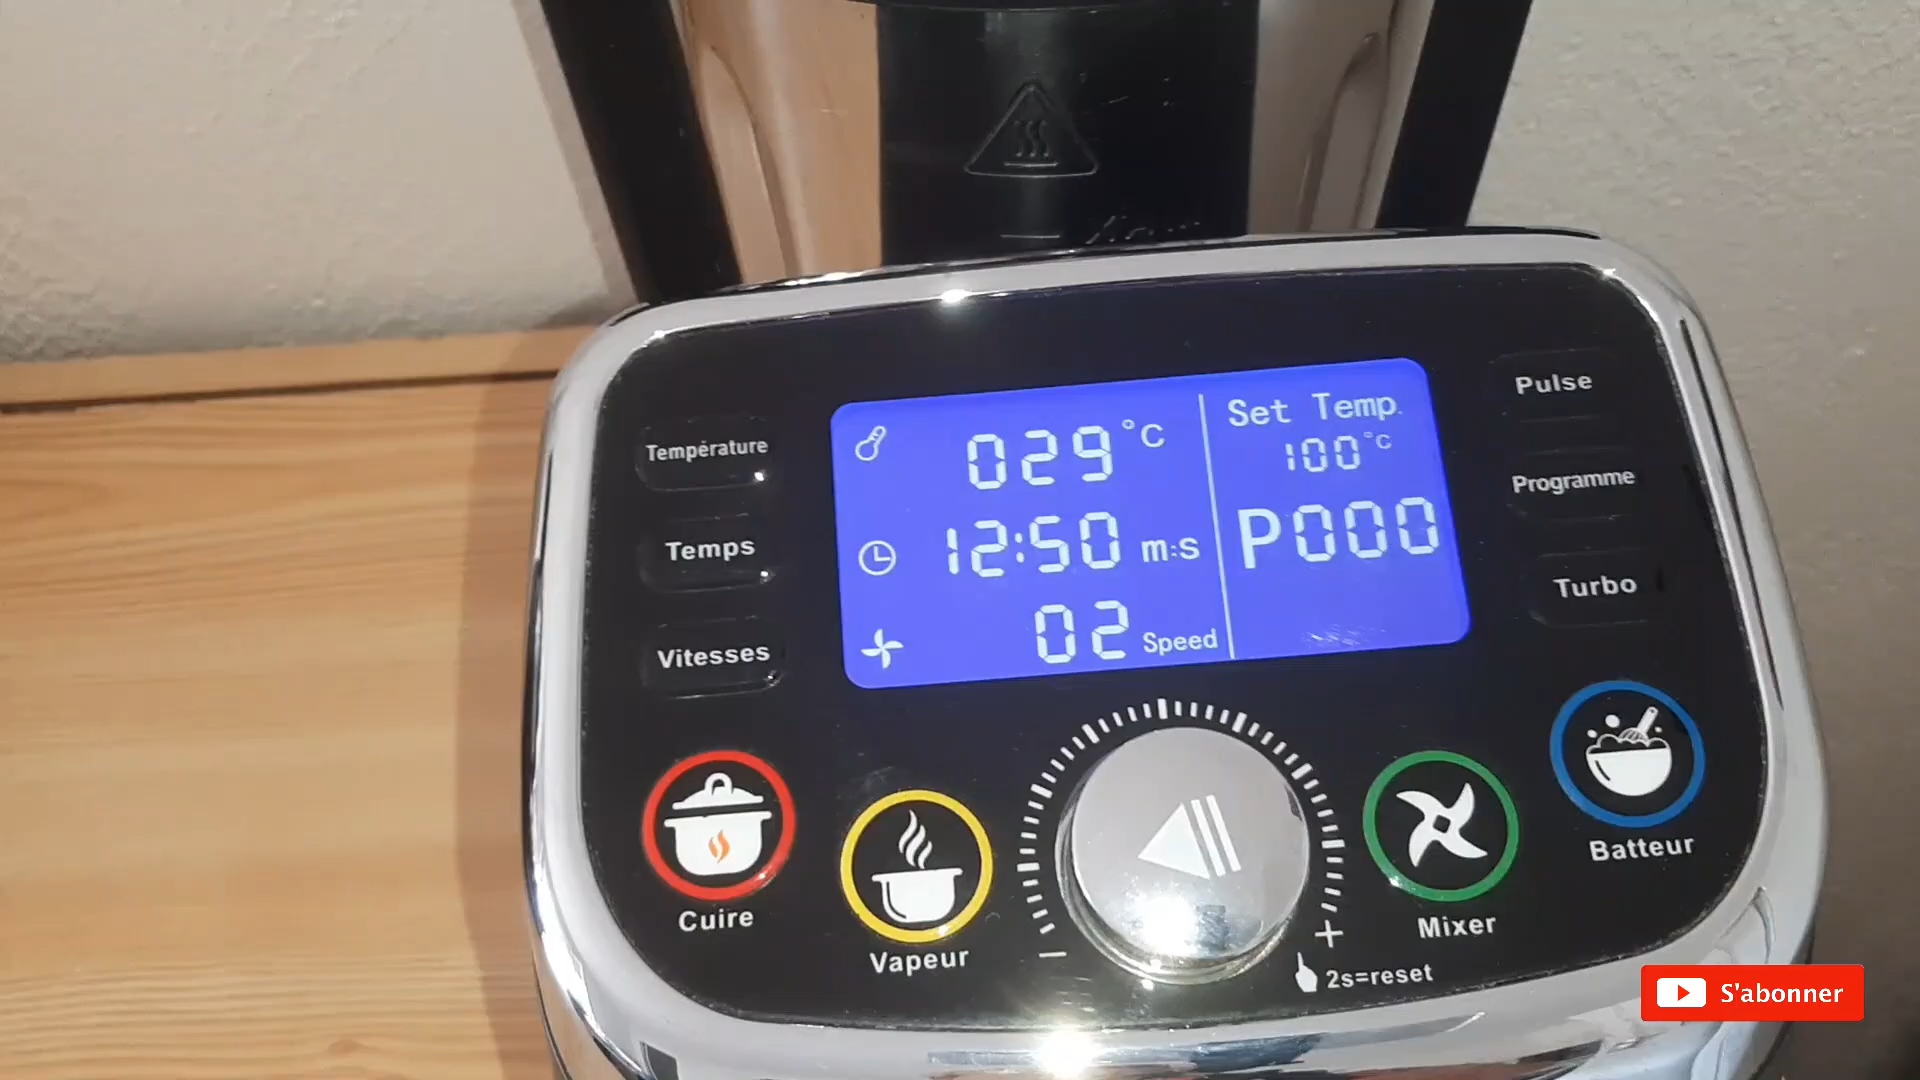 Température
Temps
Vitesses
029 °C
12:50 m:s
02 Speed
Set Temp.
100°C
P000
Pulse
Programme
Turbo
Cuire
Vapeur
Mixer
Batteur
− +
2s=reset
S'abonner